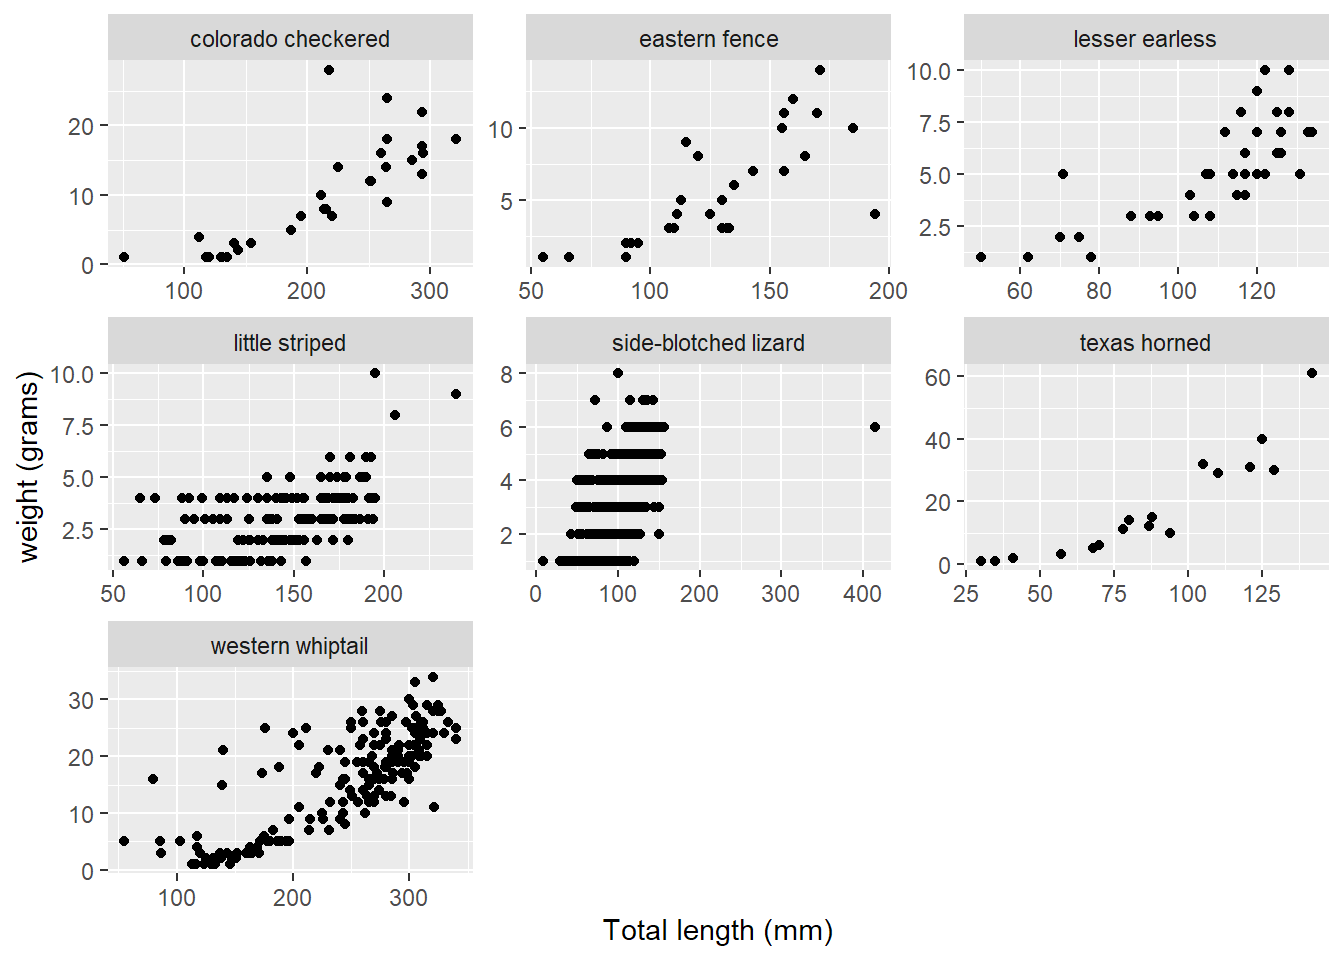 colorado checkered
eastern fence
lesser earless
20
10
0
100 200 300
10
5
50 100 150 200
10.0
7.5
5.0
2.5
60 80 100 120
little striped
side-blotched lizard
texas horned
10.0
7.5
5.0
2.5
50 100 150 200
8
6
4
2
0 100 200 300 400
60
40
20
0
25 50 75 100 125
western whiptail
30
20
10
0
100 200 300
weight (grams)
Total length (mm)